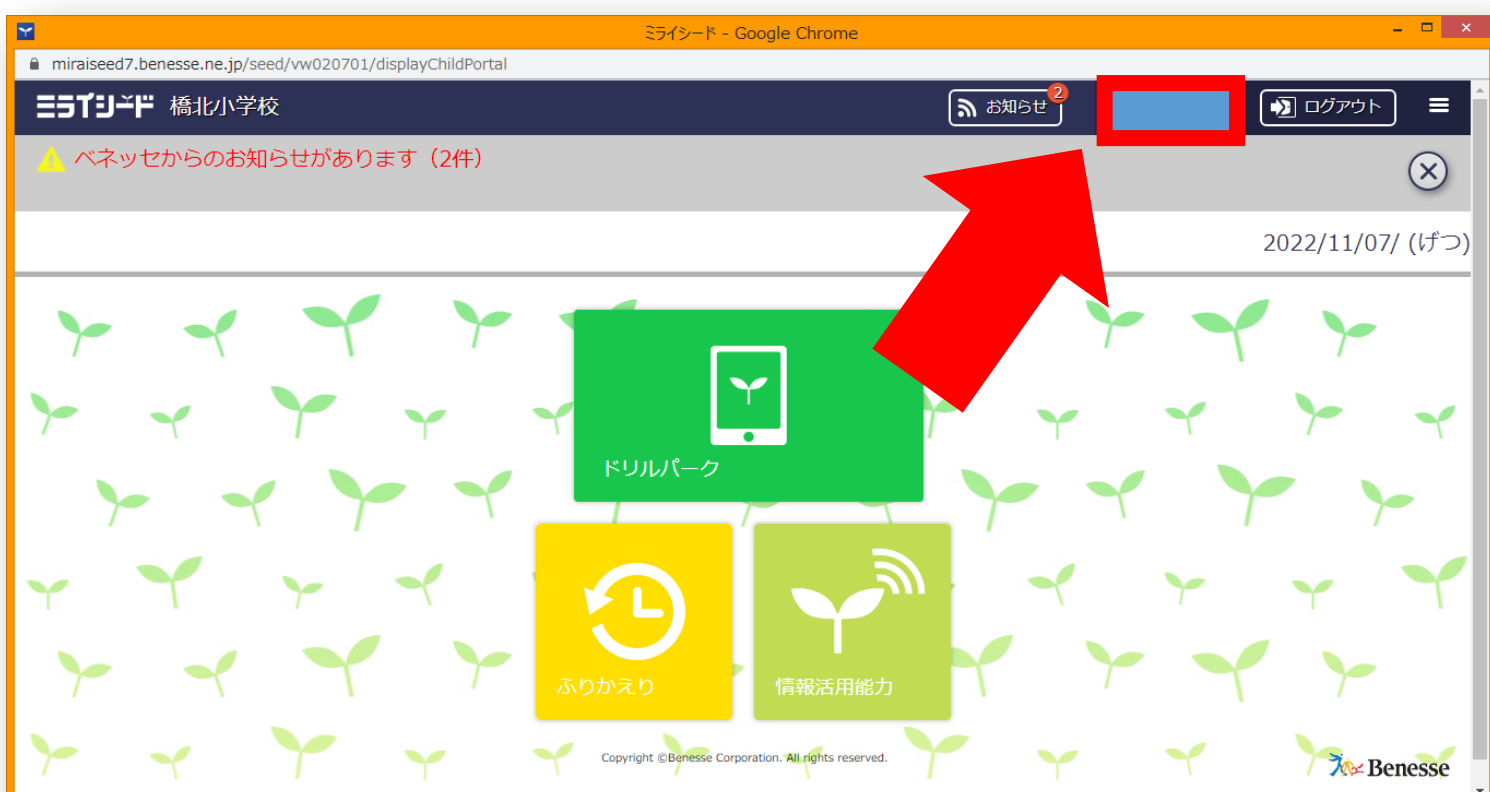 ミライシード - Google Chrome
miraiseed7.benesse.ne.jp/seed/vw020701/displayChildPortal
ミライシード 橋北小学校
お知らせ 2
ログアウト
ベネッセからのお知らせがあります（2件）
2022/11/07/ (げつ)
ドリルパーク
ふりかえり
情報活用能力
Copyright ©Benesse Corporation. All rights reserved.
Benesse